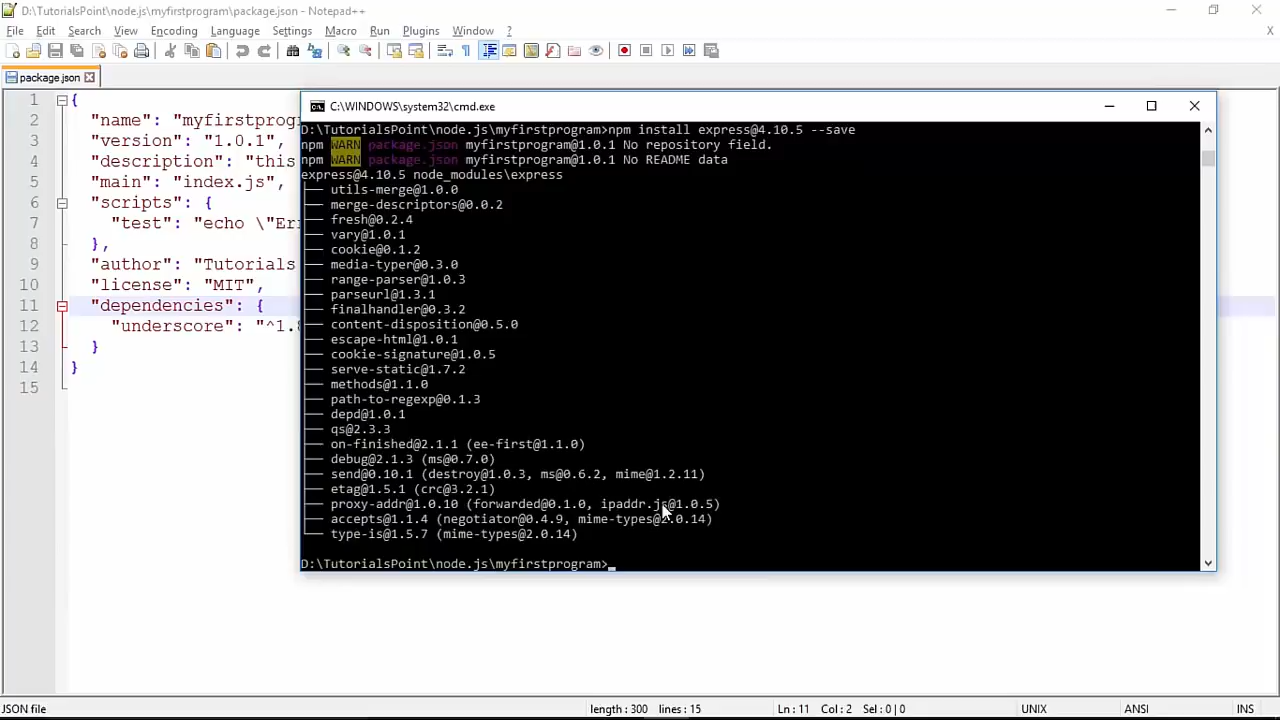 D:\TutorialsPoint\node.js\myfirstprogram\package.json - Notepad++
File Edit Search View Encoding Language Settings Macro Run Plugins Window ?
X
package.json
1 {
2 "name": "myfirstprogr
3 "version": "1.0.1",
4 "description": "this
5 "main": "index.js",
6 "scripts": {
7 "test": "echo \"Er
8 },
9 "author": "Tutorials
10 "license": "MIT",
11 "dependencies": {
12 "underscore": "^1.
13 }
14 }
15
C:\WINDOWS\system32\cmd.exe
D:\TutorialsPoint\node.js\myfirstprogram>npm install express@4.10.5 --save
npm WARN package.json myfirstprogram@1.0.1 No repository field.
npm WARN package.json myfirstprogram@1.0.1 No README data
express@4.10.5 node_modules\express
├── utils-merge@1.0.0
├── merge-descriptors@0.0.2
├── fresh@0.2.4
├── vary@1.0.1
├── cookie@0.1.2
├── media-typer@0.3.0
├── range-parser@1.0.3
├── parseurl@1.3.1
├── finalhandler@0.3.2
├── content-disposition@0.5.0
├── escape-html@1.0.1
├── cookie-signature@1.0.5
├── serve-static@1.7.2
├── methods@1.1.0
├── path-to-regexp@0.1.3
├── depd@1.0.1
├── qs@2.3.3
├── on-finished@2.1.1 (ee-first@1.1.0)
├── debug@2.1.3 (ms@0.7.0)
├── send@0.10.1 (destroy@1.0.3, ms@0.6.2, mime@1.2.11)
├── etag@1.5.1 (crc@3.2.1)
├── proxy-addr@1.0.10 (forwarded@0.1.0, ipaddr.js@1.0.5)
├── accepts@1.1.4 (negotiator@0.4.9, mime-types@2.0.14)
└── type-is@1.5.7 (mime-types@2.0.14)
D:\TutorialsPoint\node.js\myfirstprogram>_
JSON file length : 300 lines : 15 Ln : 11 Col : 2 Sel : 0 | 0 UNIX ANSI INS